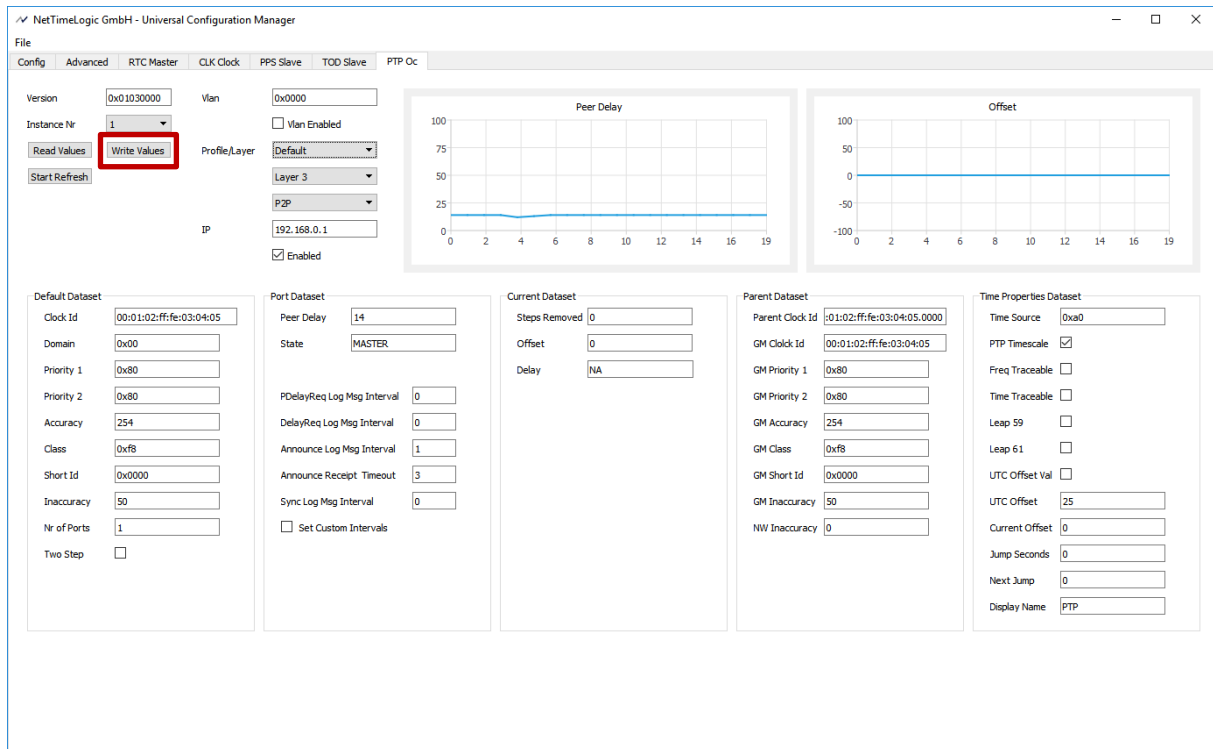 NetTimeLogic GmbH - Universal Configuration Manager
File
Config Advanced RTC Master CLK Clock PPS Slave TOD Slave PTP Oc
Version 0x01030000 Vlan 0x0000
Instance Nr 1 Vlan Enabled
Read Values Write Values Profile/Layer Default
Start Refresh Layer 3
P2P
IP 192.168.0.1
Enabled
Peer Delay
100
75
50
25
0
0 2 4 6 8 10 12 14 16 19
Offset
100
50
0
-50
-100
0 2 4 6 8 10 12 14 16 19
Default Dataset
Clock Id 00:01:02:ff:fe:03:04:05
Domain 0x00
Priority 1 0x80
Priority 2 0x80
Accuracy 254
Class 0xf8
Short Id 0x0000
Inaccuracy 50
Nr of Ports 1
Two Step
Port Dataset
Peer Delay 14
State MASTER
PDelayReq Log Msg Interval 0
DelayReq Log Msg Interval 0
Announce Log Msg Interval 1
Announce Receipt Timeout 3
Sync Log Msg Interval 0
Set Custom Intervals
Current Dataset
Steps Removed 0
Offset 0
Delay NA
Parent Dataset
Parent Clock Id :01:02:ff:fe:03:04:05.0000
GM Clolck Id 00:01:02:ff:fe:03:04:05
GM Priority 1 0x80
GM Priority 2 0x80
GM Accuracy 254
GM Class 0xf8
GM Short Id 0x0000
GM Inaccuracy 50
NW Inaccuracy 0
Time Properties Dataset
Time Source 0xa0
PTP Timescale
Freq Traceable
Time Traceable
Leap 59
Leap 61
UTC Offset Val
UTC Offset 25
Current Offset 0
Jump Seconds 0
Next Jump 0
Display Name PTP